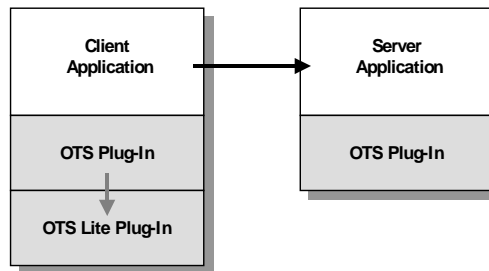 Client
Application
Server
Application
OTS Plug-In
OTS Plug-In
OTS Lite Plug-In